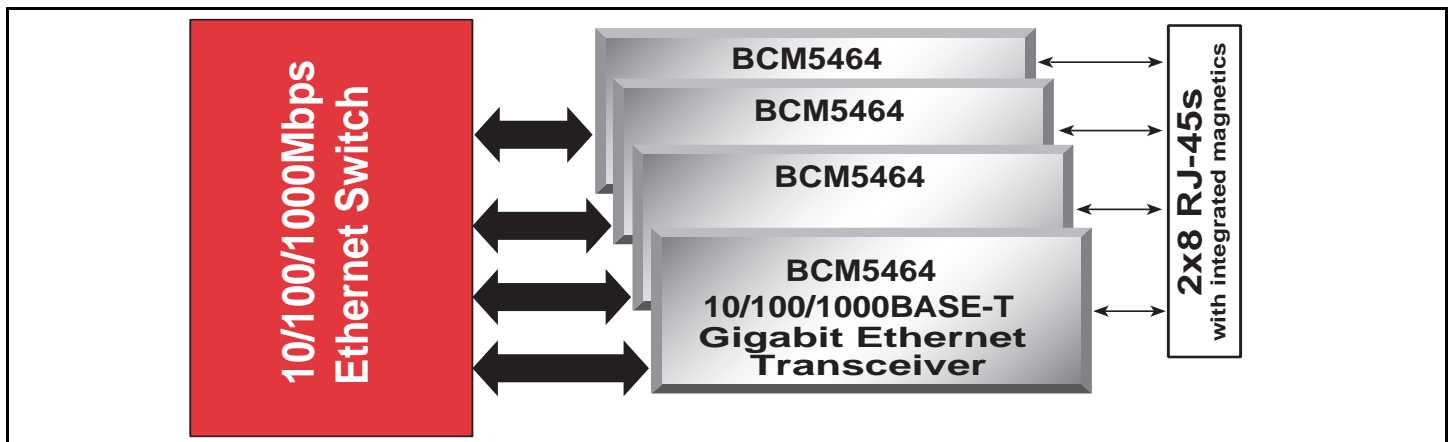 10/100/1000Mbps
Ethernet Switch
BCM5464
BCM5464
BCM5464
BCM5464
10/100/1000BASE-T
Gigabit Ethernet
Transceiver
2x8 RJ-45s
with integrated magnetics